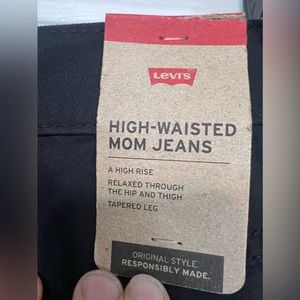 Levi's
HIGH-WAISTED
MOM JEANS
A HIGH RISE
RELAXED THROUGH
THE HIP AND THIGH
TAPERED LEG
ORIGINAL STYLE.
RESPONSIBLY MADE.